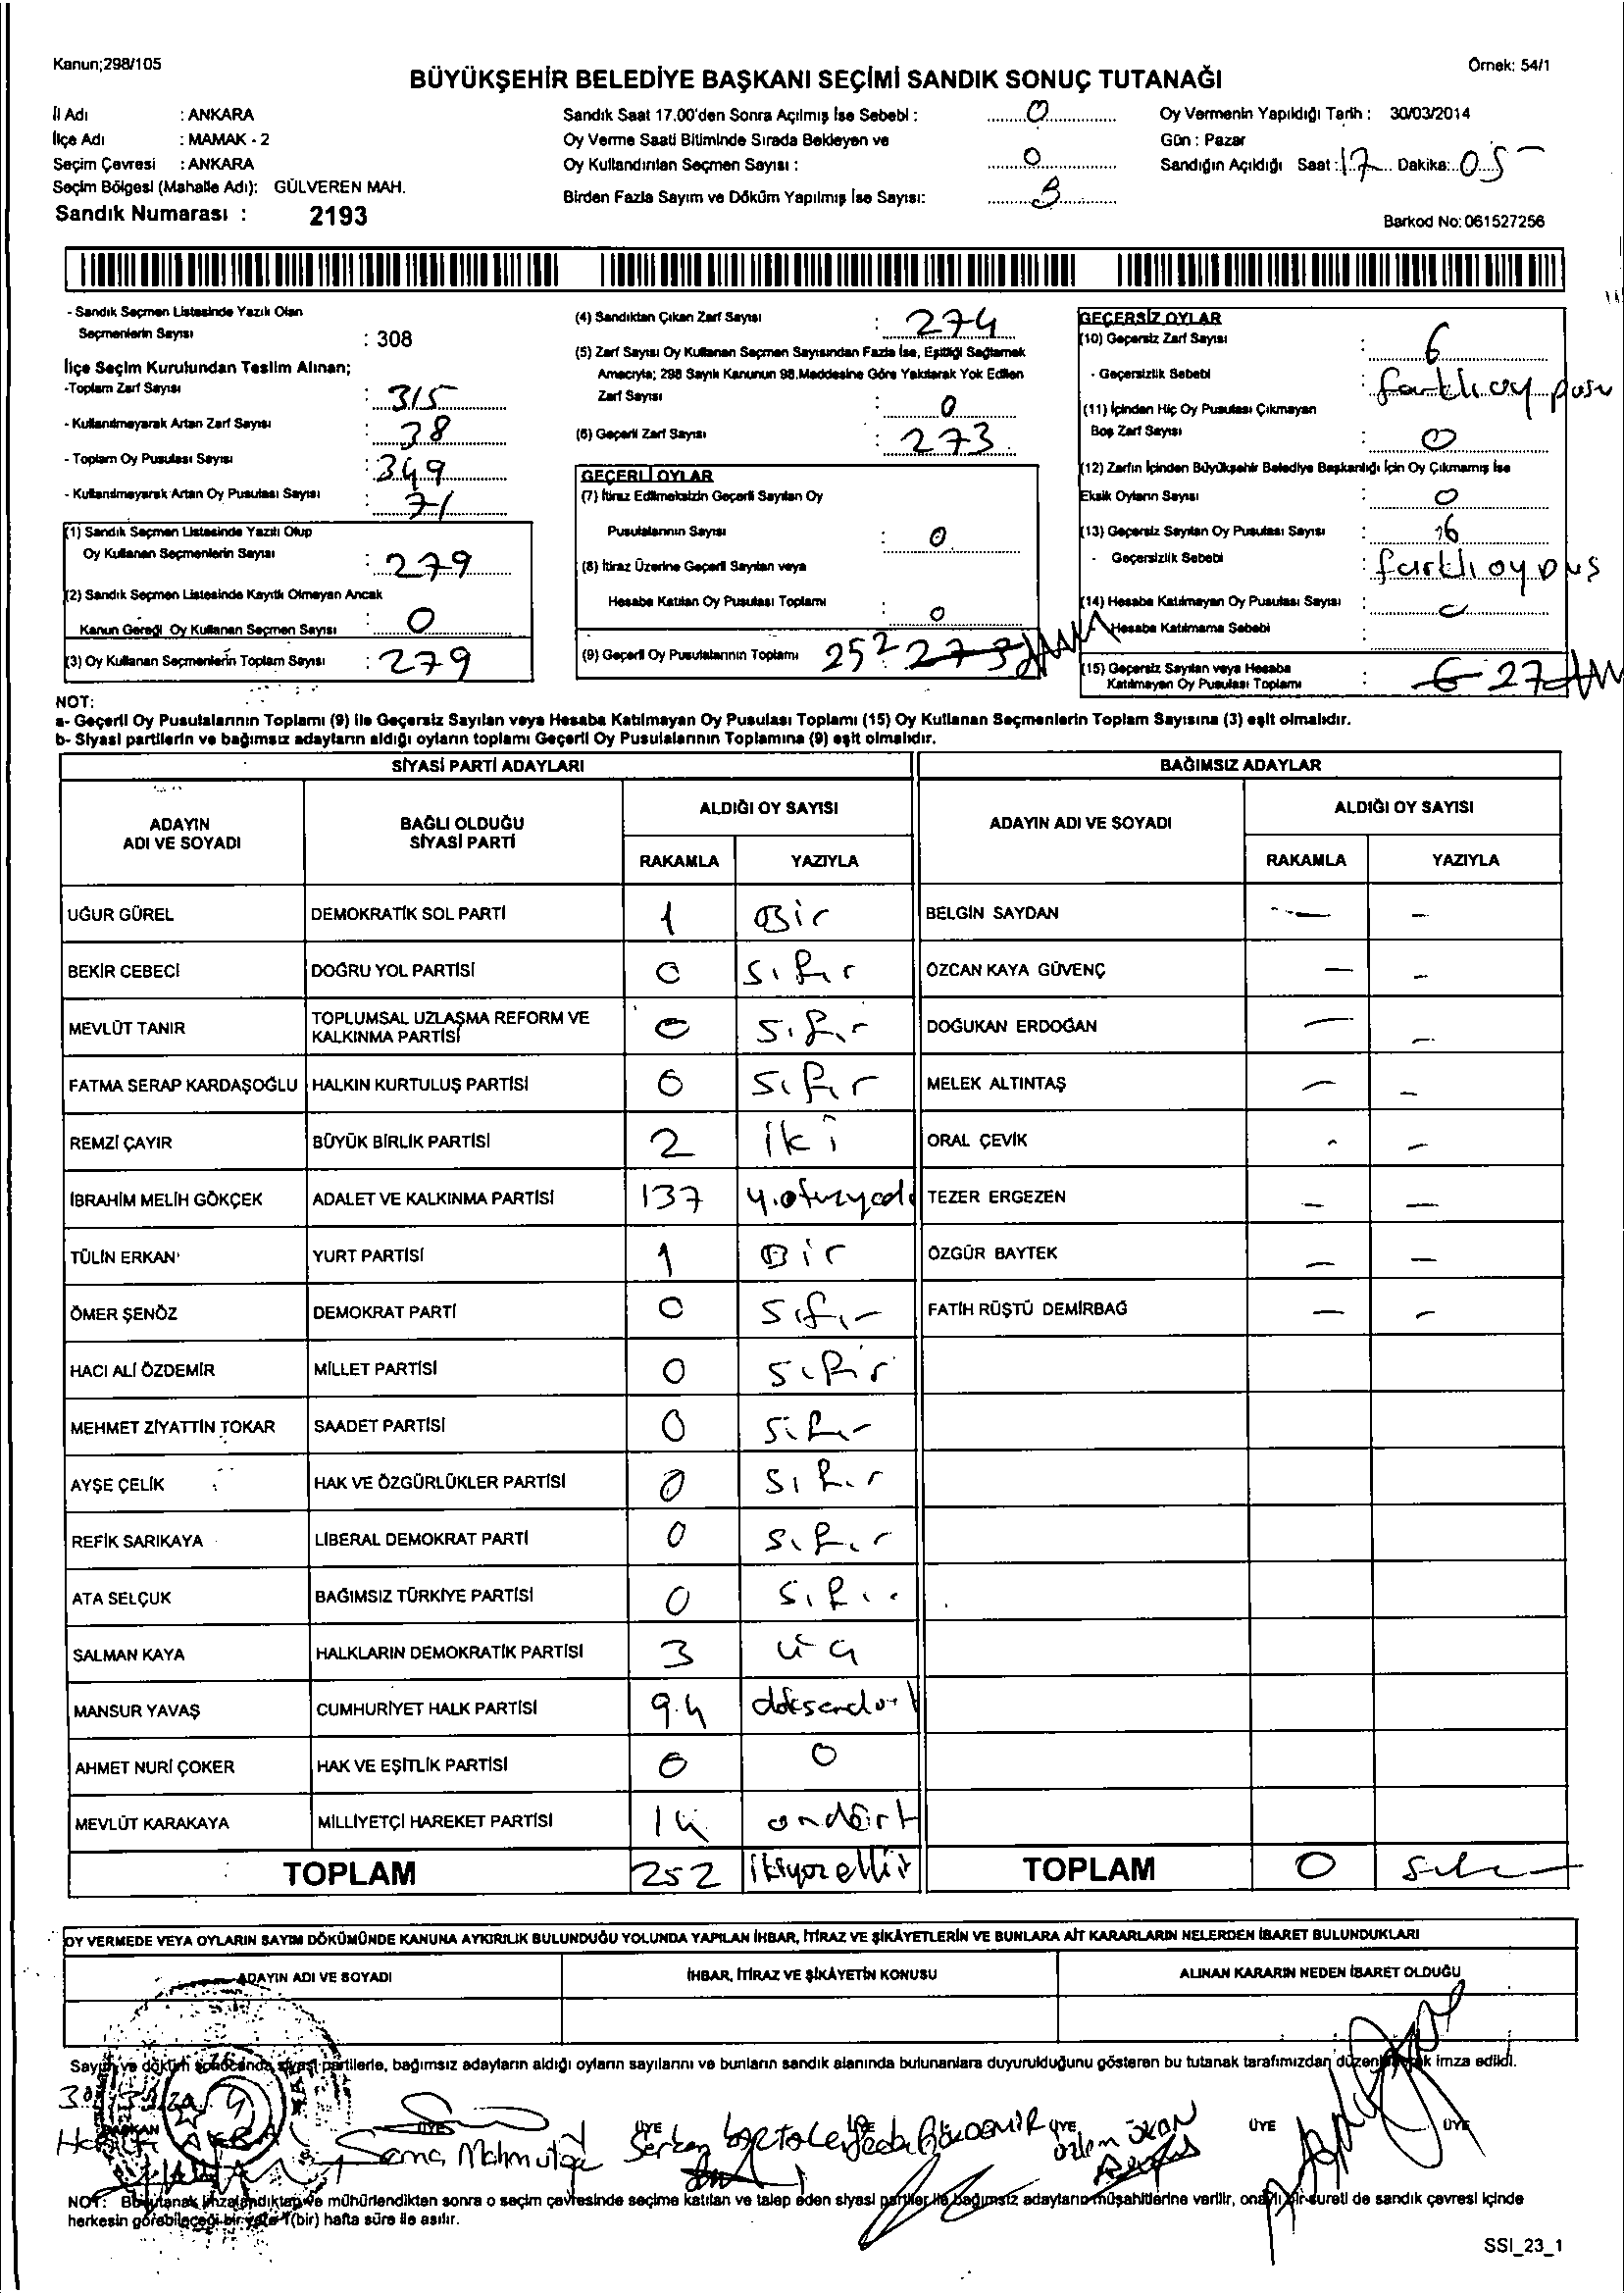 Kanun;298/105
Örnek: 54/1
BÜYÜKŞEHİR BELEDİYE BAŞKANI SEÇİMİ SANDIK SONUÇ TUTANAĞI
İl Adı : ANKARA
İlçe Adı : MAMAK - 2
Seçim Çevresi : ANKARA
Seçim Bölgesi (Mahalle Adı): GÜLVEREN MAH.
Sandık Numarası : 2193
Sandık Saat 17.00'den Sonra Açılmış İse Sebebi : 0
Oy Verme Saati Bitiminde Sırada Bekleyen ve
Oy Kullandırılan Seçmen Sayısı : 0
Birden Fazla Sayım ve Döküm Yapılmış İse Sayısı: 3
Oy Vermenin Yapıldığı Tarih : 30/03/2014
Gün : Pazar
Sandığın Açıldığı Saat : 17 Dakika: 05
Barkod No: 061527256
- Sandık Seçmen Listesinde Yazılı Olan
Seçmenlerin Sayısı : 308
İlçe Seçim Kurulundan Teslim Alınan;
-Toplam Zarf Sayısı : 315
- Kullanılmayarak Artan Zarf Sayısı : 38
- Toplam Oy Pusulası Sayısı : 349
- Kullanılmayarak Artan Oy Pusulası Sayısı : 71
(1) Sandık Seçmen Listesinde Yazılı Olup
Oy Kullanan Seçmenlerin Sayısı : 279
(2) Sandık Seçmen Listesinde Kayıtlı Olmayan Ancak
Kanun Gereği Oy Kullanan Seçmen Sayısı : 0
(3) Oy Kullanan Seçmenlerin Toplam Sayısı : 279
(4) Sandıktan Çıkan Zarf Sayısı : 274
(5) Zarf Sayısı Oy Kullanan Seçmen Sayısından Fazla İse, Eşitliği Sağlamak
Amacıyla; 298 Sayılı Kanunun 98.Maddesine Göre Yakılarak Yok Edilen
Zarf Sayısı : 0
(6) Geçerli Zarf Sayısı : 273
GEÇERLİ OYLAR
(7) İtiraz Edilmeksizin Geçerli Sayılan Oy
Pusulalarının Sayısı : 0
(8) İtiraz Üzerine Geçerli Sayılan veya
Hesaba Katılan Oy Pusulası Toplamı : 0
(9) Geçerli Oy Pusulalarının Toplamı 252 273
GEÇERSİZ OYLAR
(10) Geçersiz Zarf Sayısı : 6
- Geçersizlik Sebebi : farklı oy pusu
(11) İçinden Hiç Oy Pusulası Çıkmayan
Boş Zarf Sayısı : 0
(12) Zarfın İçinden Büyükşehir Belediye Başkanlığı İçin Oy Çıkmamış İse
Eksik Oyların Sayısı : 0
(13) Geçersiz Sayılan Oy Pusulası Sayısı : 16
- Geçersizlik Sebebi : farklı oy pus
(14) Hesaba Katılmayan Oy Pusulası Sayısı :
Hesaba Katılmama Sebebi :
(15) Geçersiz Sayılan veya Hesaba
Katılmayan Oy Pusulası Toplamı : 6 27
NOT:
a- Geçerli Oy Pusulalarının Toplamı (9) ile Geçersiz Sayılan veya Hesaba Katılmayan Oy Pusulası Toplamı (15) Oy Kullanan Seçmenlerin Toplam Sayısına (3) eşit olmalıdır.
b- Siyasi partilerin ve bağımsız adayların aldığı oyların toplamı Geçerli Oy Pusulalarının Toplamına (9) eşit olmalıdır.
SİYASİ PARTİ ADAYLARI BAĞIMSIZ ADAYLAR
ADAYIN ADI VE SOYADI BAĞLI OLDUĞU SİYASİ PARTİ ALDIĞI OY SAYISI ADAYIN ADI VE SOYADI ALDIĞI OY SAYISI
RAKAMLA YAZIYLA RAKAMLA YAZIYLA
UĞUR GÜREL DEMOKRATİK SOL PARTİ 1 Bir BELGİN SAYDAN — —
BEKİR CEBECİ DOĞRU YOL PARTİSİ 0 Sıfır ÖZCAN KAYA GÜVENÇ — —
MEVLÜT TANIR TOPLUMSAL UZLAŞMA REFORM VE KALKINMA PARTİSİ 0 Sıfır DOĞUKAN ERDOĞAN — —
FATMA SERAP KARDAŞOĞLU HALKIN KURTULUŞ PARTİSİ 0 Sıfır MELEK ALTINTAŞ — —
REMZİ ÇAYIR BÜYÜK BİRLİK PARTİSİ 2 iki ORAL ÇEVİK - —
İBRAHİM MELİH GÖKÇEK ADALET VE KALKINMA PARTİSİ 137 y.otuzyedi TEZER ERGEZEN — —
TÜLİN ERKAN YURT PARTİSİ 1 Bir ÖZGÜR BAYTEK — —
ÖMER ŞENÖZ DEMOKRAT PARTİ 0 Sıfır FATİH RÜŞTÜ DEMİRBAĞ — —
HACI ALİ ÖZDEMİR MİLLET PARTİSİ 0 Sıfır
MEHMET ZİYATTİN TOKAR SAADET PARTİSİ 0 Sıfır
AYŞE ÇELİK HAK VE ÖZGÜRLÜKLER PARTİSİ 0 Sıfır
REFİK SARIKAYA LİBERAL DEMOKRAT PARTİ 0 Sıfır
ATA SELÇUK BAĞIMSIZ TÜRKİYE PARTİSİ 0 Sıfır
SALMAN KAYA HALKLARIN DEMOKRATİK PARTİSİ 3 üç
MANSUR YAVAŞ CUMHURİYET HALK PARTİSİ 94 doksandört
AHMET NURİ ÇOKER HAK VE EŞİTLİK PARTİSİ 0 0
MEVLÜT KARAKAYA MİLLİYETÇİ HAREKET PARTİSİ 14 ondört
TOPLAM 252 ikiyüzelli TOPLAM 0 Sıfır
OY VERMEDE VEYA OYLARIN SAYIM DÖKÜMÜNDE KANUNA AYKIRILIK BULUNDUĞU YOLUNDA YAPILAN İHBAR, İTİRAZ VE ŞİKÂYETLERİN VE BUNLARA AİT KARARLARIN NELERDEN İBARET BULUNDUKLARI
ADAYIN ADI VE SOYADI İHBAR, İTİRAZ VE ŞİKÂYETİN KONUSU ALINAN KARARIN NEDEN İBARET OLDUĞU
Sayım ve döküm sonucunda siyasi partilerle, bağımsız adayların aldığı oyların sayılarını ve bunların sandık alanında bulunanlara duyurulduğunu gösteren bu tutanak tarafımızdan düzenlenerek imza edildi.
BAŞKAN ÜYE ÜYE ÜYE ÜYE ÜYE ÜYE
Sema Serkan özlem
NOT: Bu tutanak imzalandıktan ve mühürlendikten sonra o seçim çevresinde seçime katılan ve talep eden siyasi partiler ile bağımsız adayların müşahitlerine verilir, onaylı bir sureti de sandık çevresi içinde
herkesin görebileceği bir yere 1(bir) hafta süre ile asılır.
SSI_23_1